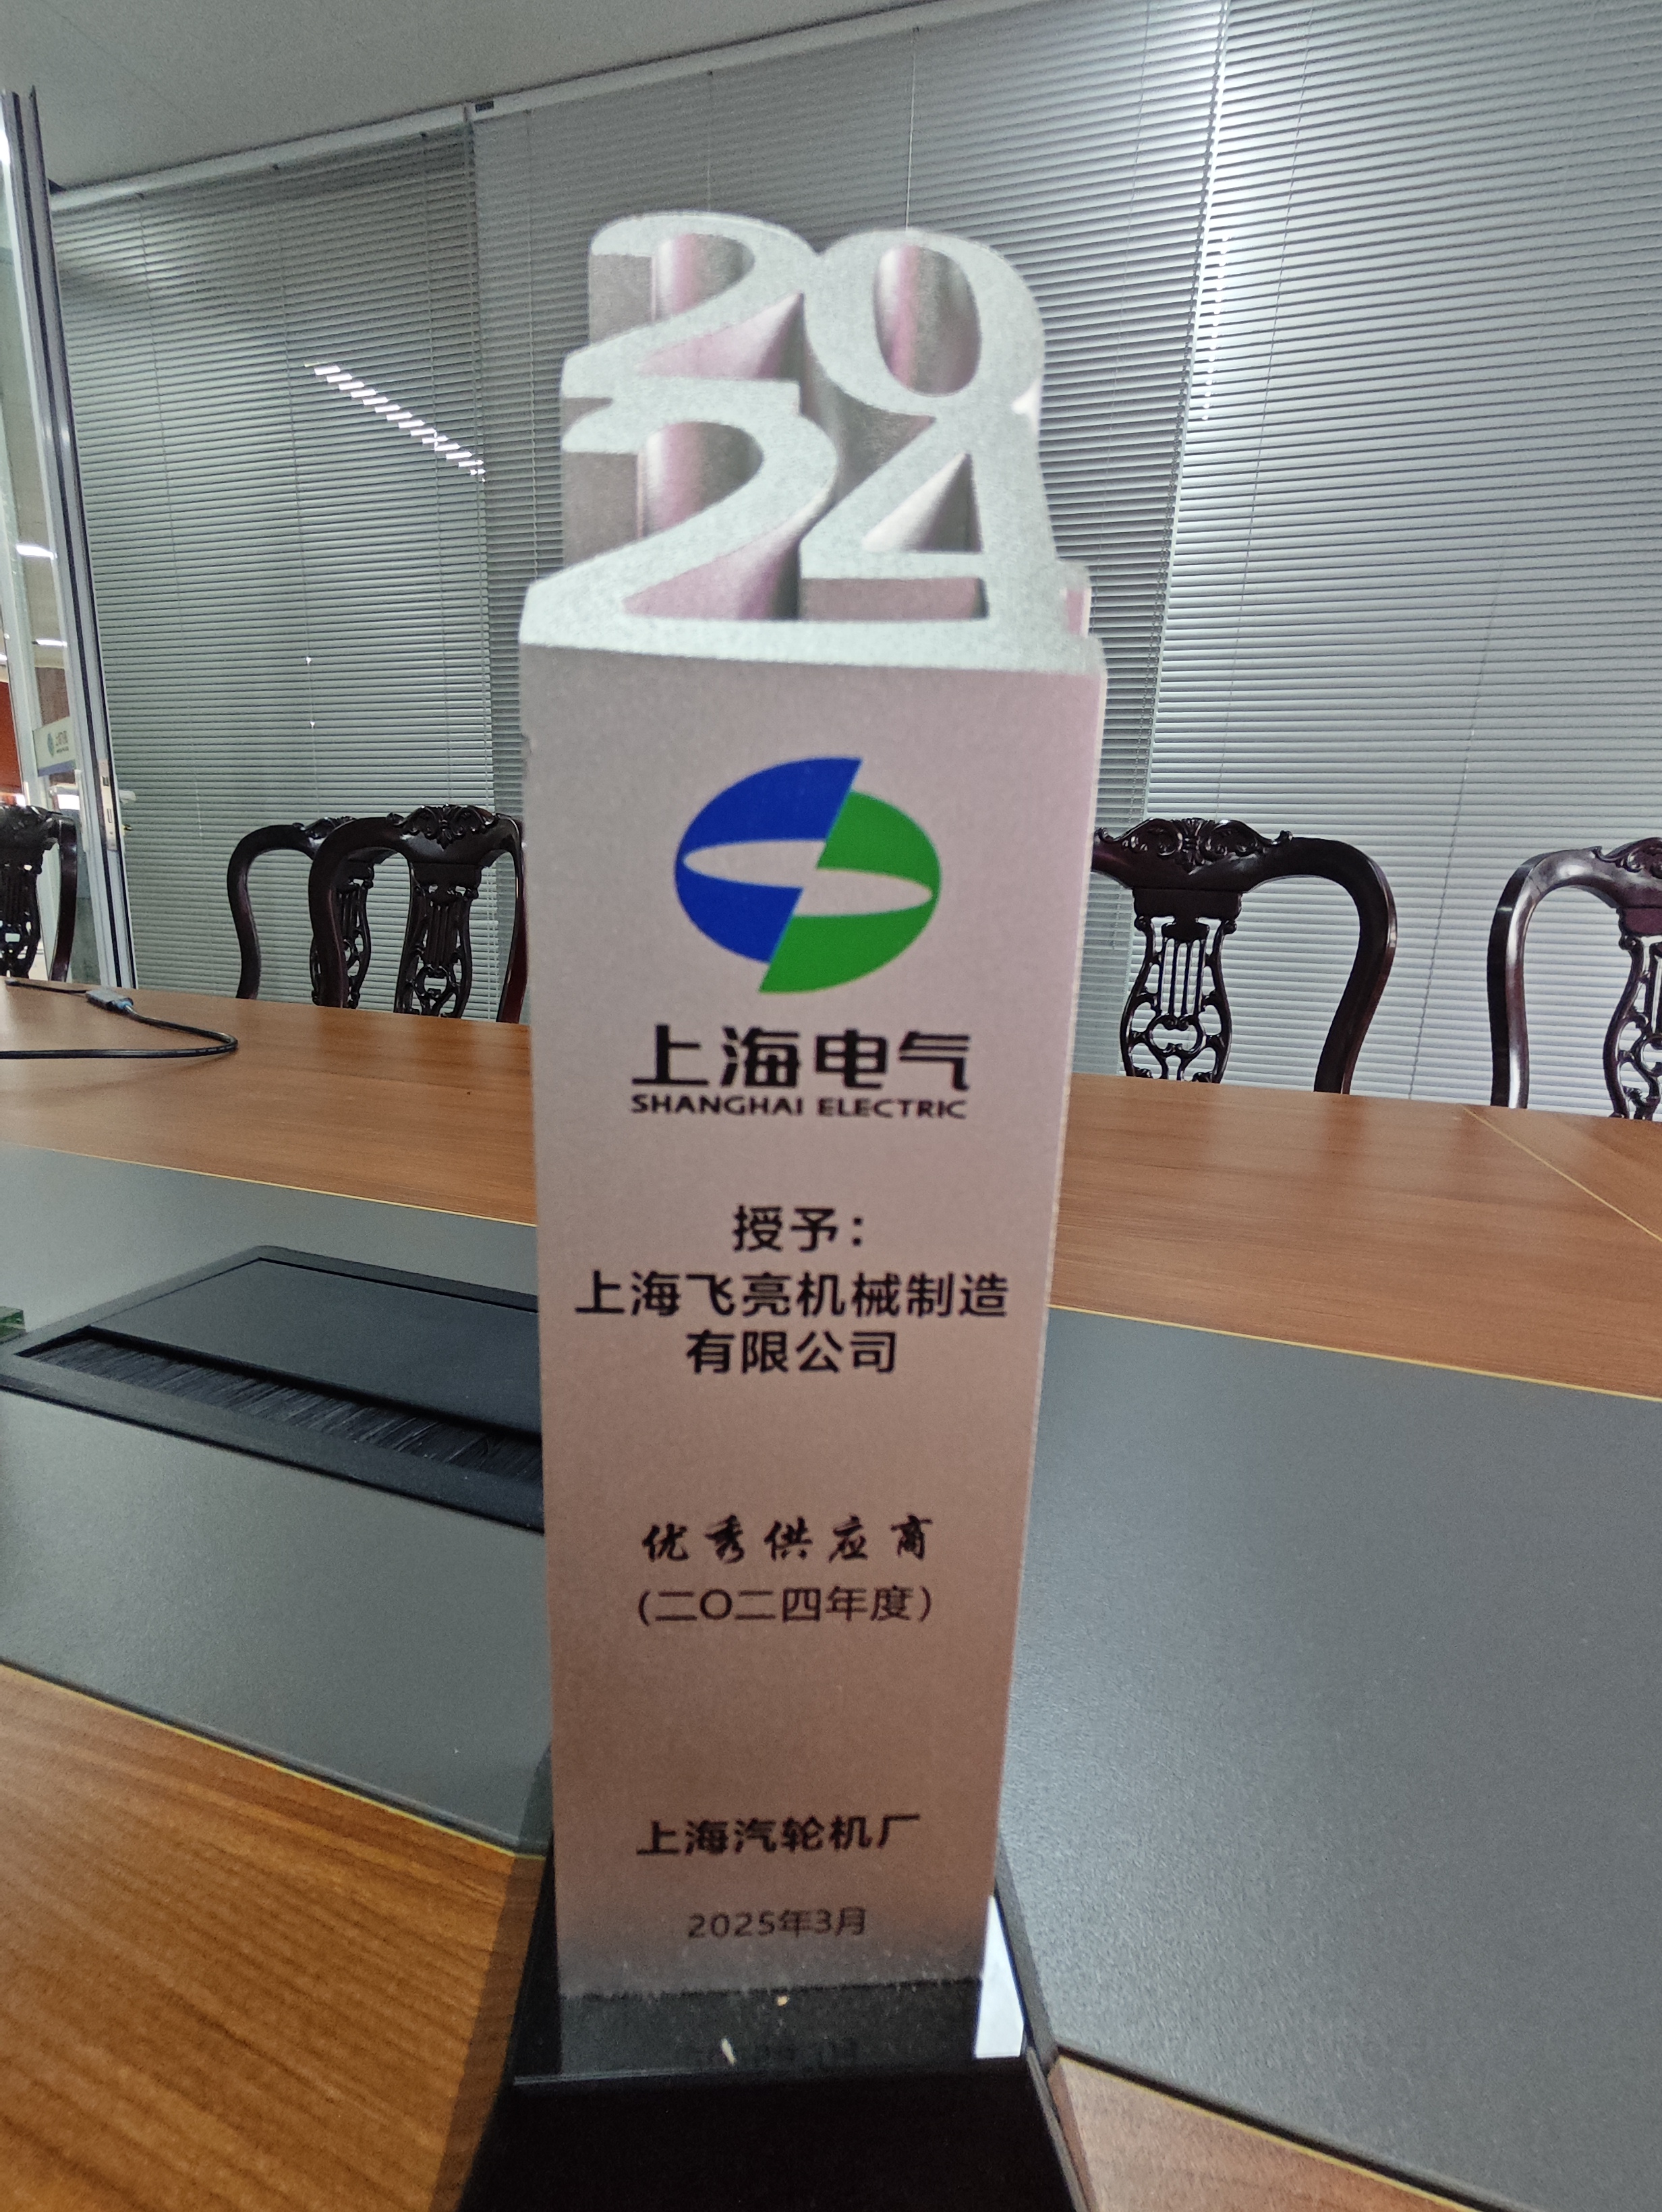 20
24
上海电气
SHANGHAI ELECTRIC
授予：
上海飞亮机械制造
有限公司
优秀供应商
(二〇二四年度)
上海汽轮机厂
2025年3月